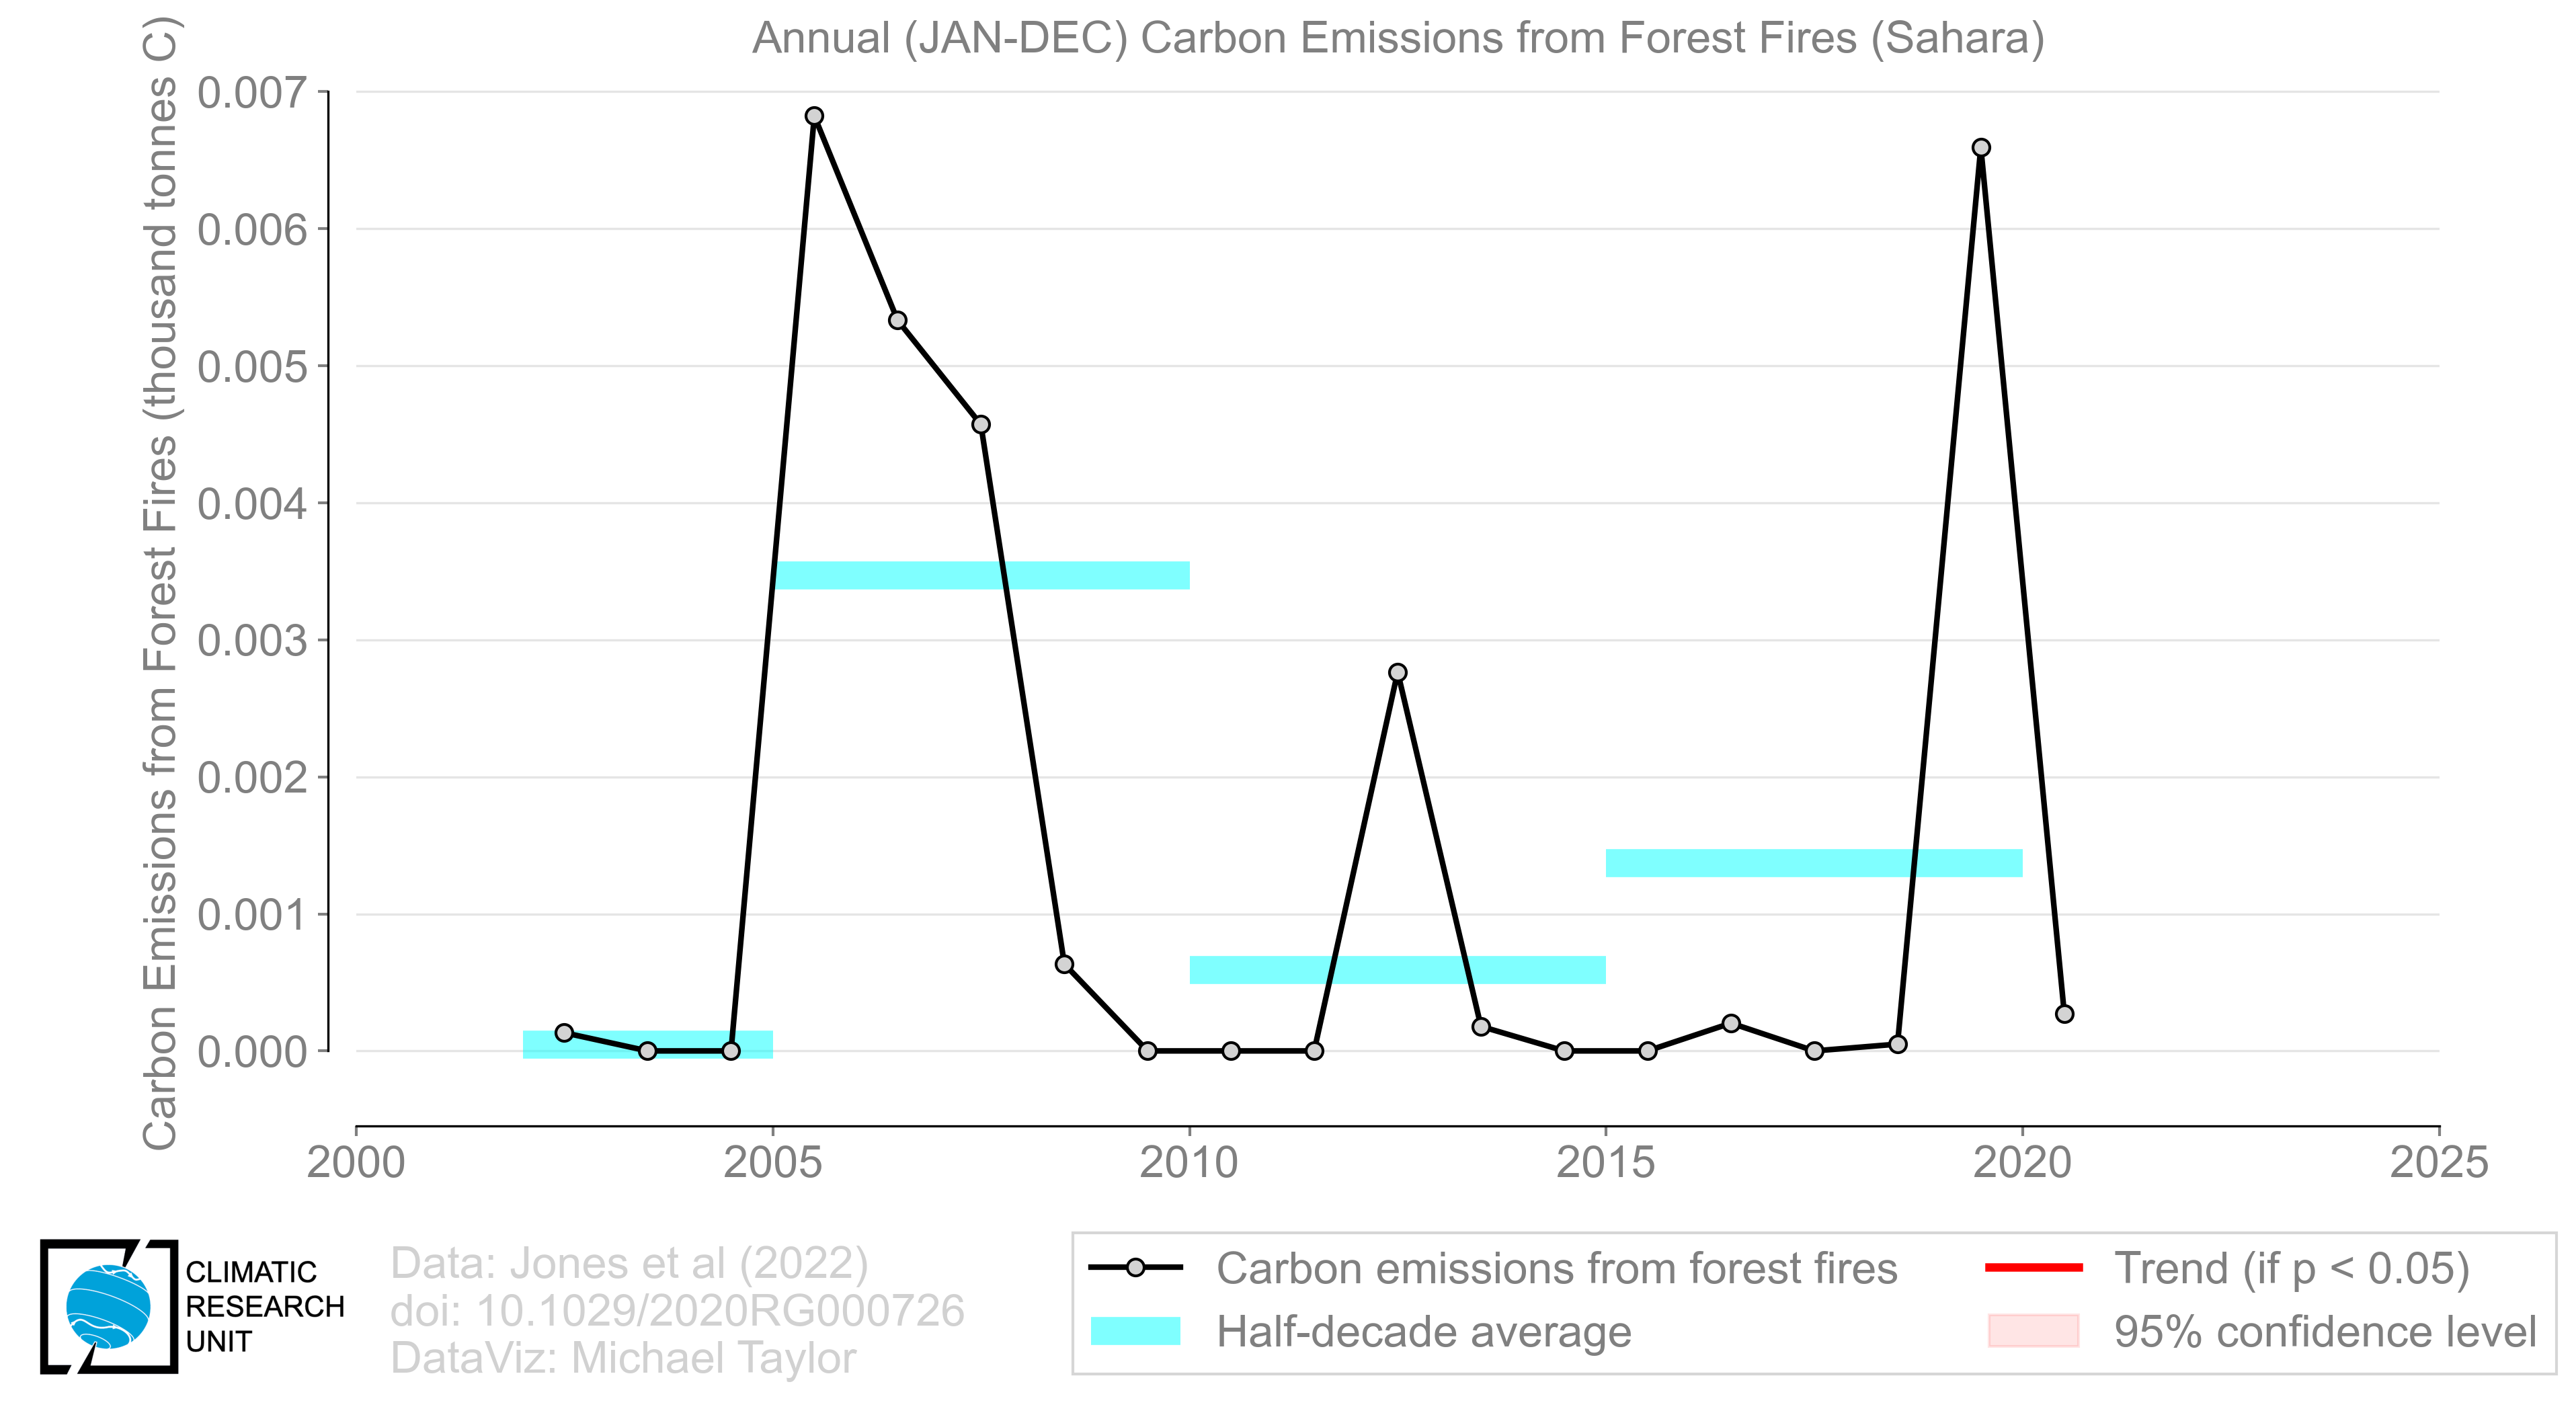 Annual (JAN-DEC) Carbon Emissions from Forest Fires (Sahara)
Carbon Emissions from Forest Fires (thousand tonnes C)
0.007
0.006
0.005
0.004
0.003
0.002
0.001
0.000
2000
2005
2010
2015
2020
2025
CLIMATIC
RESEARCH
UNIT
Data: Jones et al (2022)
doi: 10.1029/2020RG000726
DataViz: Michael Taylor
Carbon emissions from forest fires
Half-decade average
Trend (if p < 0.05)
95% confidence level